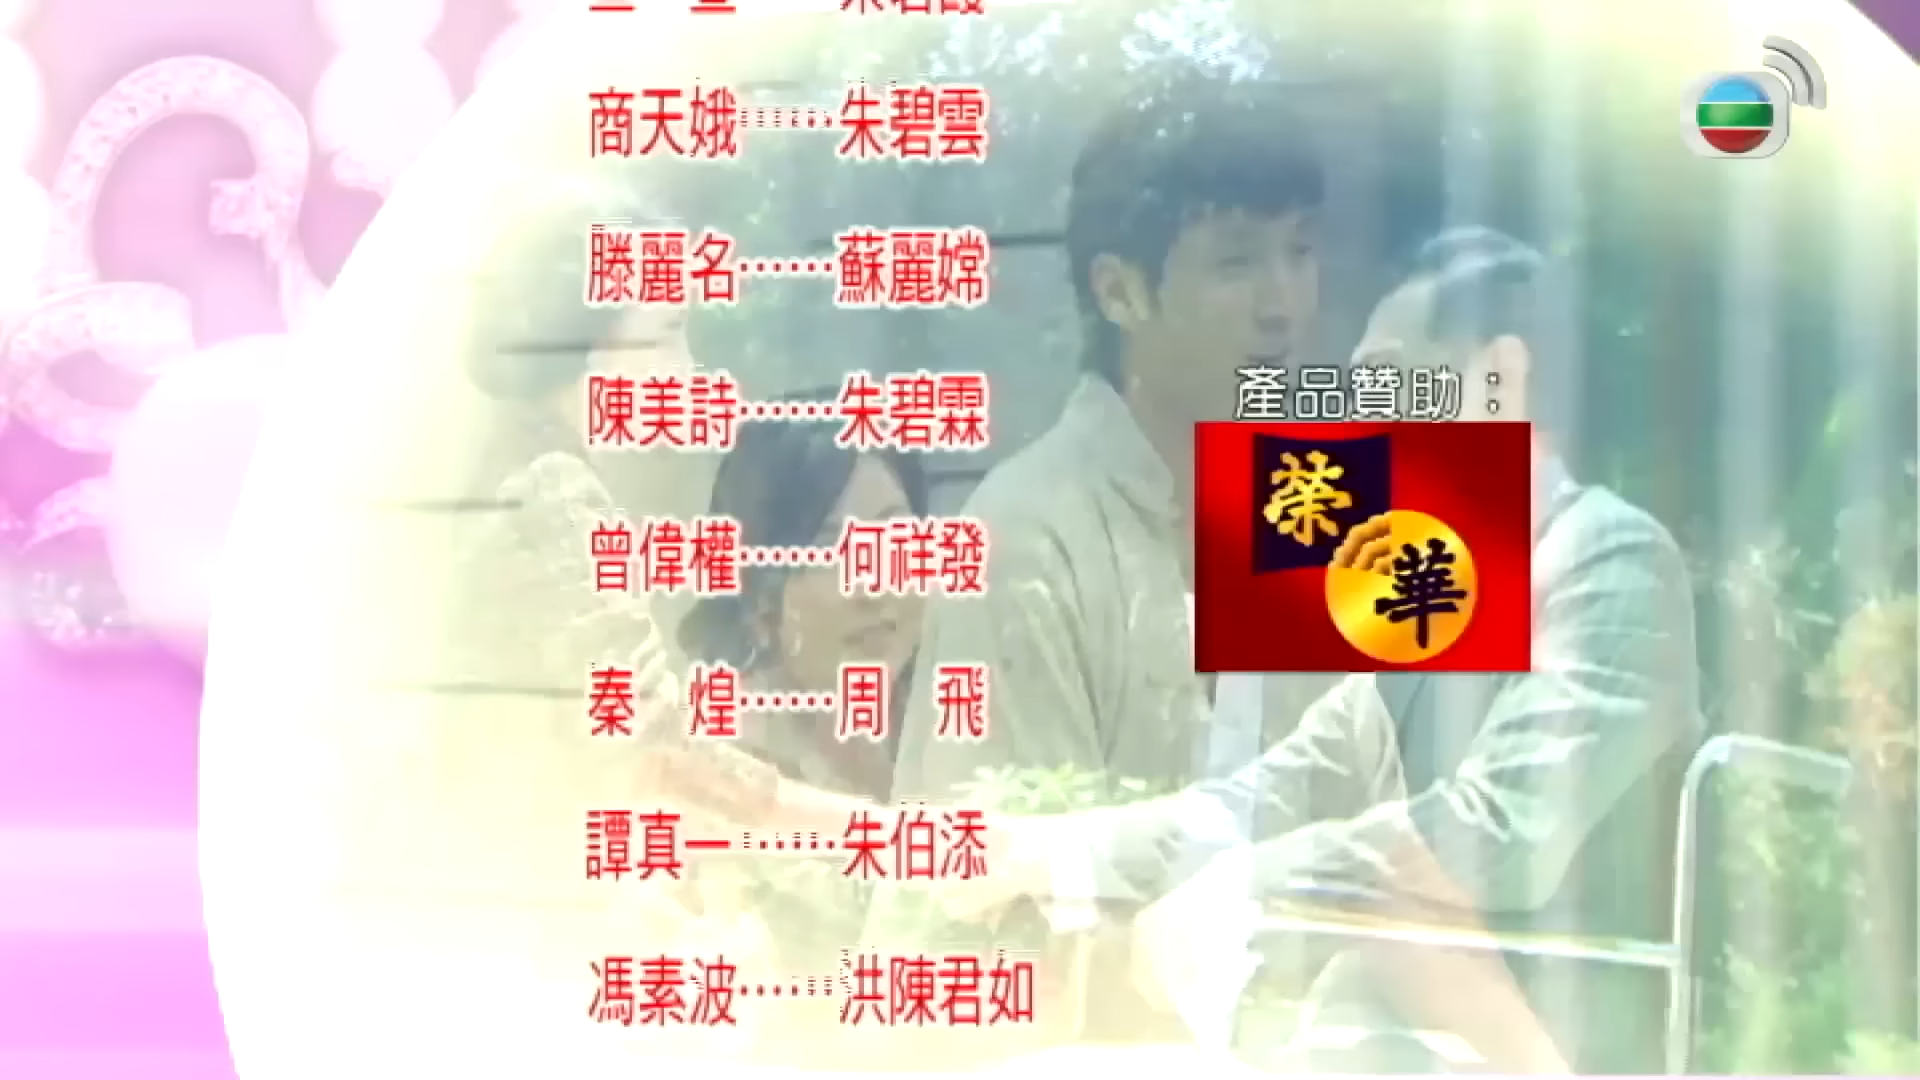 商天娥……朱碧雲
滕麗名……蘇麗嫦
陳美詩……朱碧霖
曾偉權……何祥發
秦　煌……周　飛
譚真一……朱伯添
馮素波……洪陳君如
產品贊助：
榮
華